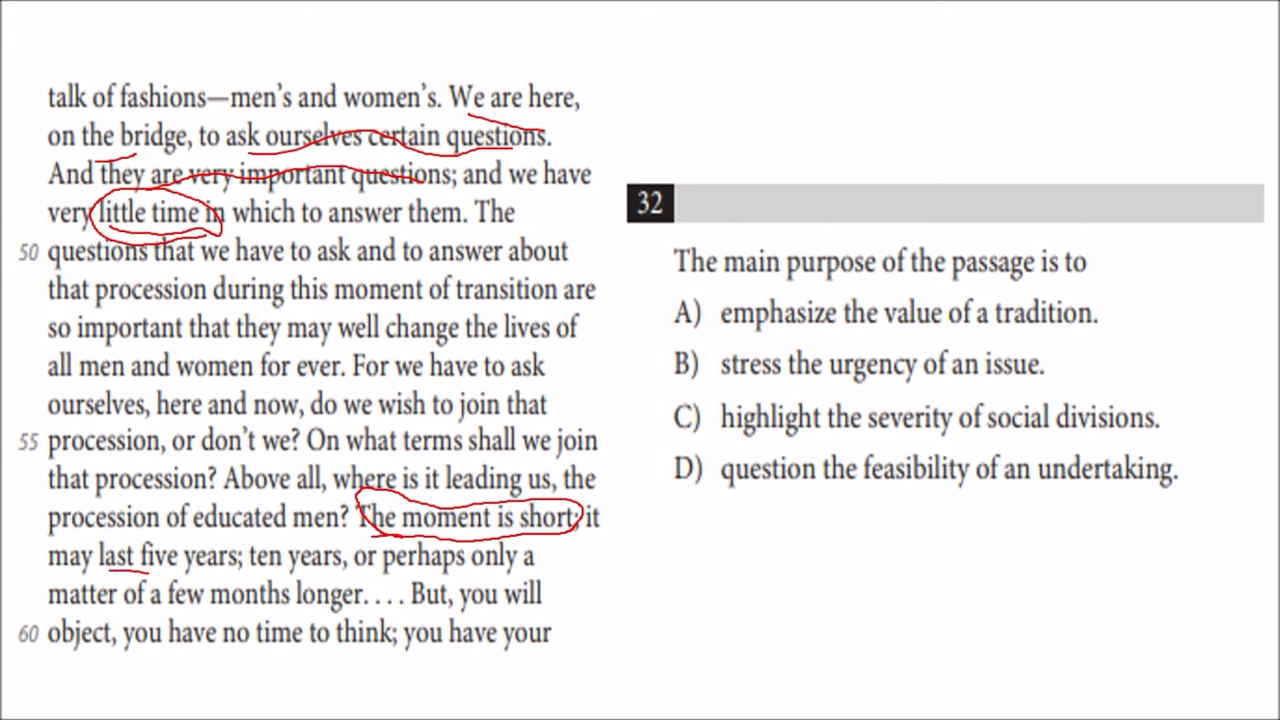 talk of fashions—men's and women's. We are here,
on the bridge, to ask ourselves certain questions.
And they are very important questions; and we have
very little time in which to answer them. The
50 questions that we have to ask and to answer about
that procession during this moment of transition are
so important that they may well change the lives of
all men and women for ever. For we have to ask
ourselves, here and now, do we wish to join that
55 procession, or don't we? On what terms shall we join
that procession? Above all, where is it leading us, the
procession of educated men? The moment is short; it
may last five years; ten years, or perhaps only a
matter of a few months longer. . . . But, you will
60 object, you have no time to think; you have your
32
The main purpose of the passage is to
A) emphasize the value of a tradition.
B) stress the urgency of an issue.
C) highlight the severity of social divisions.
D) question the feasibility of an undertaking.